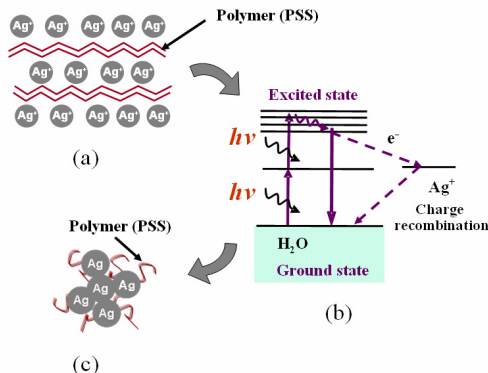 Polymer (PSS)
Ag⁺ Ag⁺ Ag⁺ Ag⁺ Ag⁺
Ag⁺ Ag⁺ Ag⁺ Ag⁺
Ag⁺ Ag⁺ Ag⁺ Ag⁺ Ag⁺
(a)
Excited state
hν
e⁻
hν
Ag⁺
Charge
recombination
H₂O
Ground state
(b)
Polymer (PSS)
Ag
Ag Ag Ag
Ag
(c)